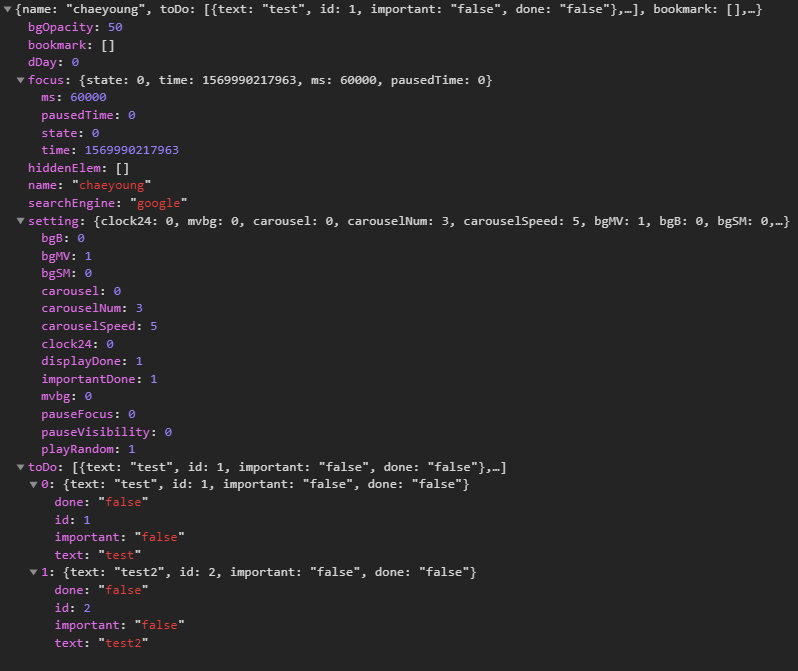 {name: "chaeyoung", toDo: [{text: "test", id: 1, important: "false", done: "false"},…], bookmark: [],…}
bgOpacity: 50
bookmark: []
dDay: 0
focus: {state: 0, time: 1569990217963, ms: 60000, pausedTime: 0}
ms: 60000
pausedTime: 0
state: 0
time: 1569990217963
hiddenElem: []
name: "chaeyoung"
searchEngine: "google"
setting: {clock24: 0, mvbg: 0, carousel: 0, carouselNum: 3, carouselSpeed: 5, bgMV: 1, bgB: 0, bgSM: 0,…}
bgB: 0
bgMV: 1
bgSM: 0
carousel: 0
carouselNum: 3
carouselSpeed: 5
clock24: 0
displayDone: 1
importantDone: 1
mvbg: 0
pauseFocus: 0
pauseVisibility: 0
playRandom: 1
toDo: [{text: "test", id: 1, important: "false", done: "false"},…]
0: {text: "test", id: 1, important: "false", done: "false"}
done: "false"
id: 1
important: "false"
text: "test"
1: {text: "test2", id: 2, important: "false", done: "false"}
done: "false"
id: 2
important: "false"
text: "test2"